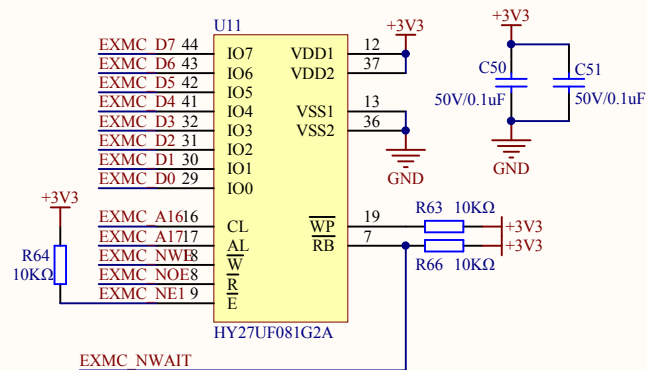 U11
+3V3
+3V3
EXMC_D7 44 IO7 VDD1 12
EXMC_D6 43 IO6 VDD2 37
EXMC_D5 42 IO5
EXMC_D4 41 IO4 VSS1 13
EXMC_D3 32 IO3 VSS2 36
EXMC_D2 31 IO2
EXMC_D1 30 IO1
EXMC_D0 29 IO0
GND
C50
50V/0.1uF
C51
50V/0.1uF
GND
+3V3
R64
10KΩ
EXMC_A16 16 CL WP 19 R63 10KΩ +3V3
EXMC_A17 17 AL RB 7 R66 10KΩ +3V3
EXMC_NWE 18 W
EXMC_NOE 8 R
EXMC_NE1 9 E
HY27UF081G2A
EXMC_NWAIT